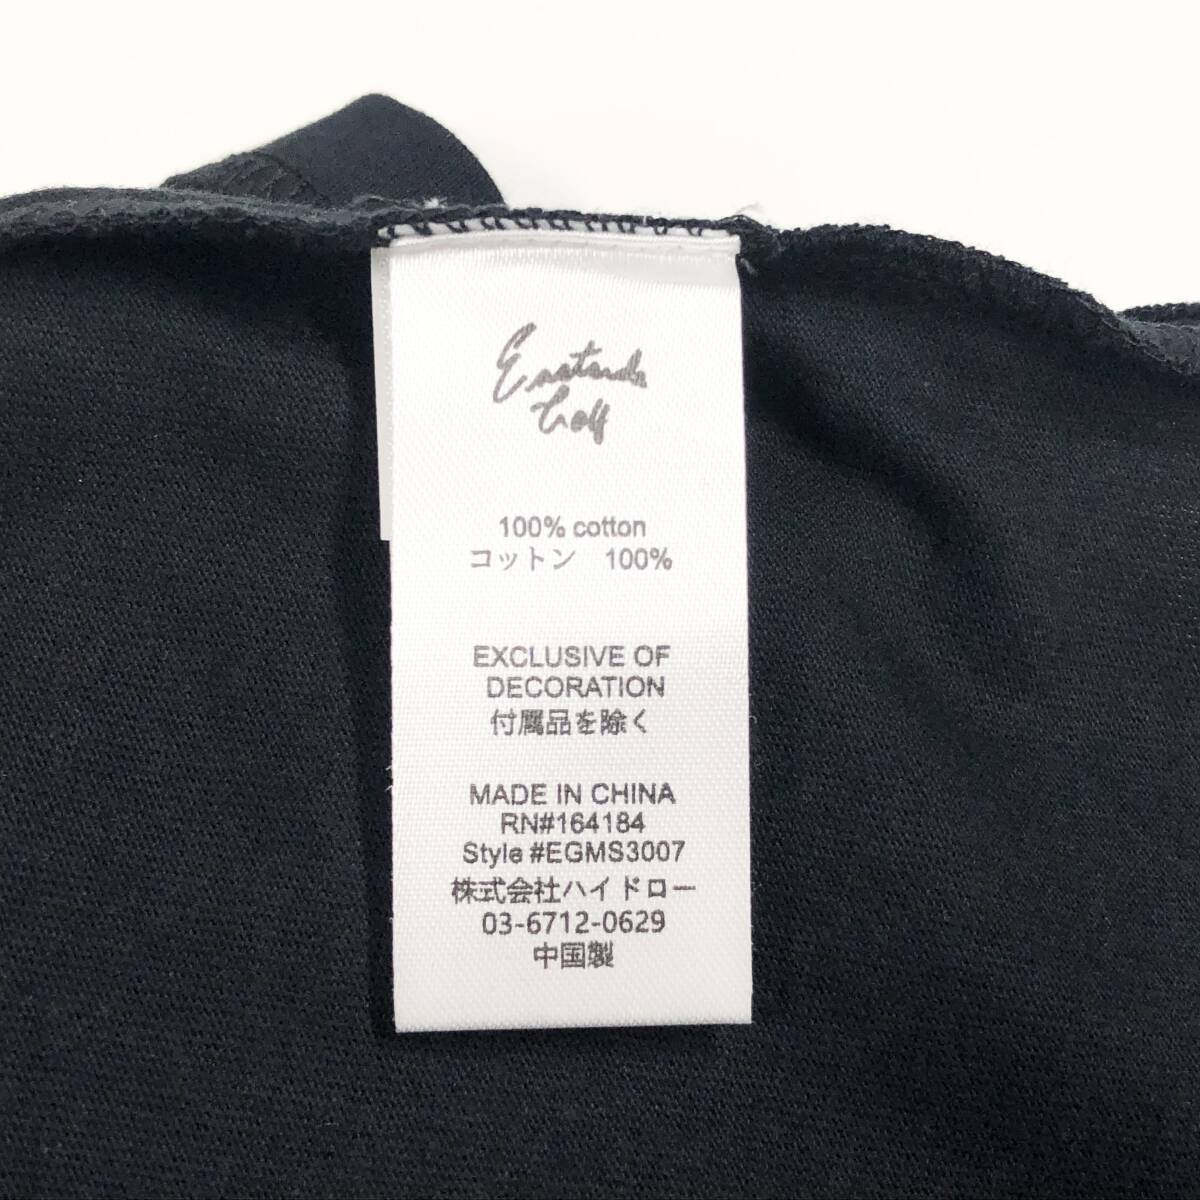 Eastside
Golf
100% cotton
コットン　100%
EXCLUSIVE OF
DECORATION
付属品を除く
MADE IN CHINA
RN#164184
Style #EGMS3007
株式会社ハイドロー
03-6712-0629
中国製